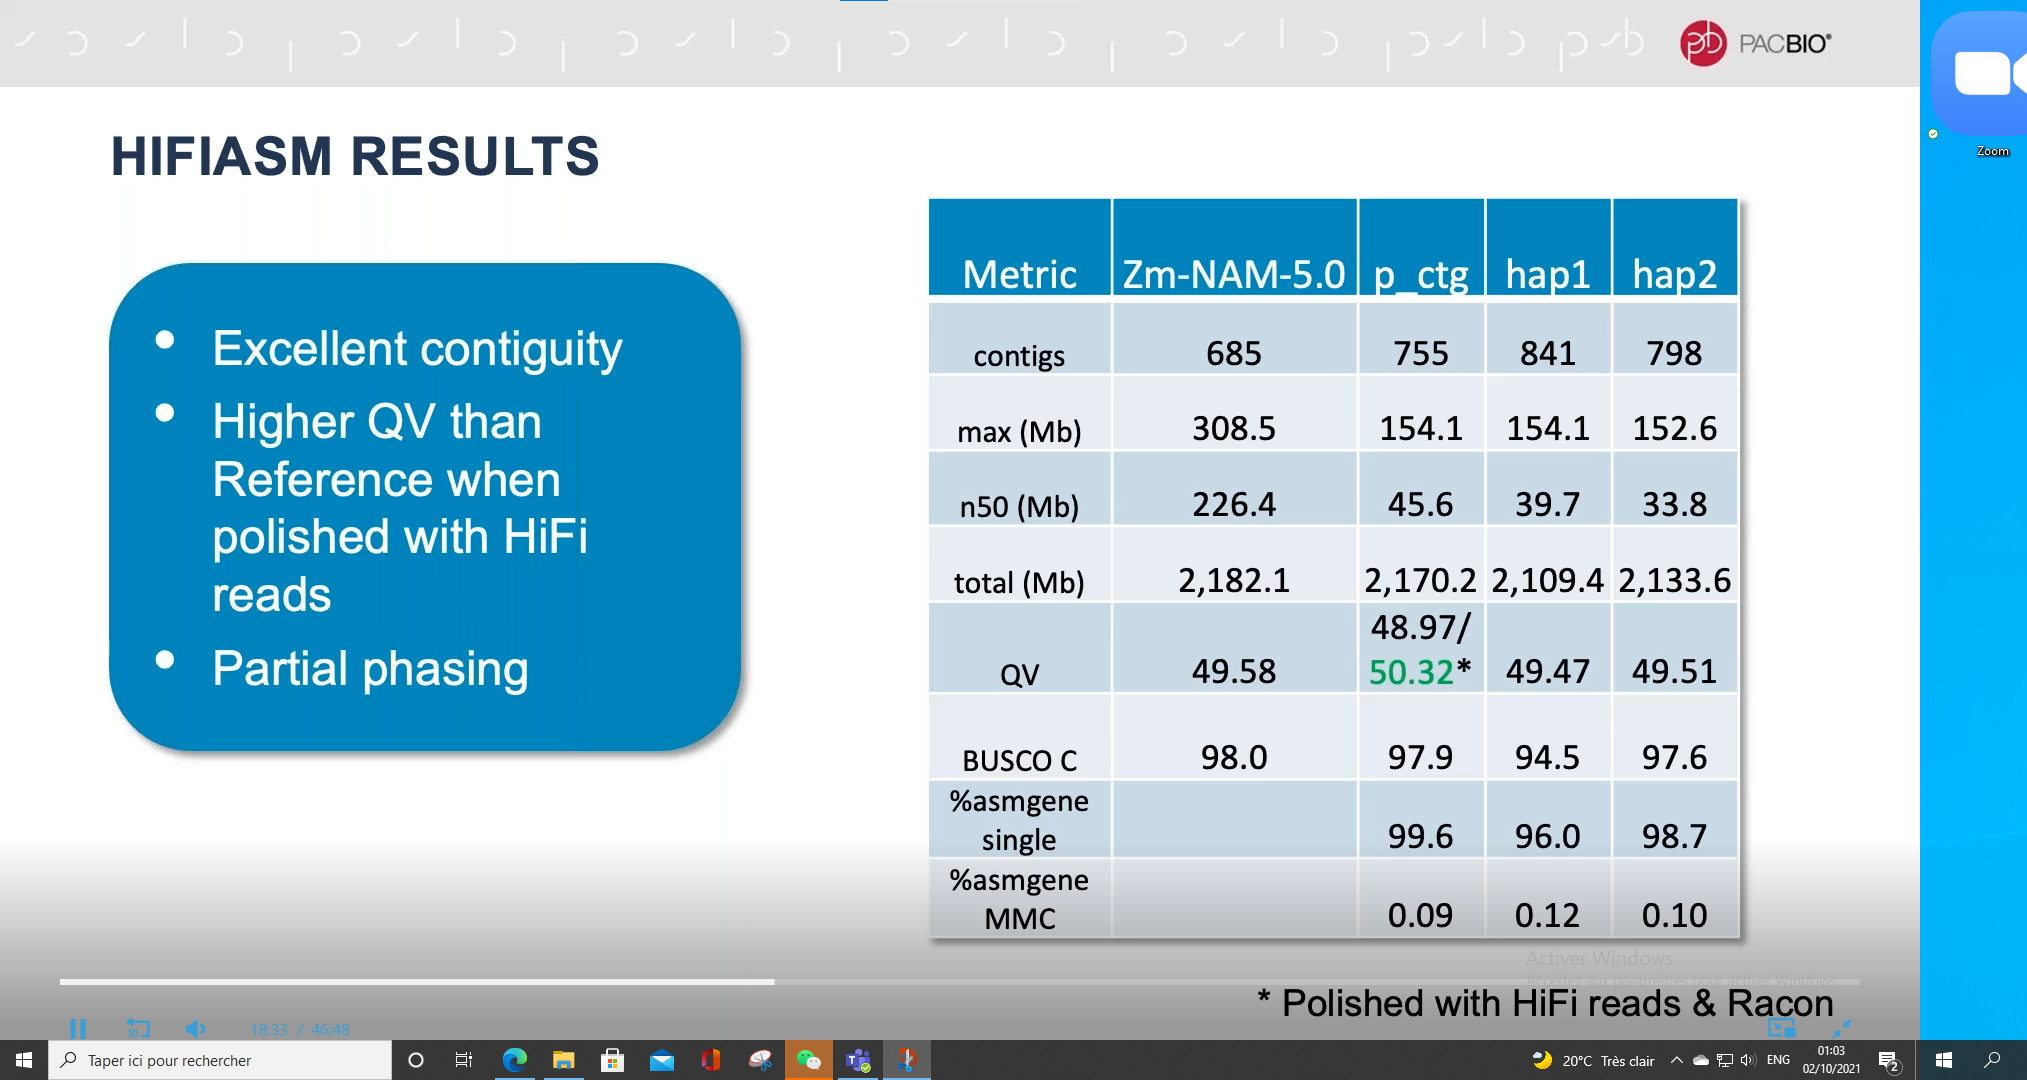 PACBIO®
Zoom
HIFIASM RESULTS
• Excellent contiguity
• Higher QV than
Reference when
polished with HiFi
reads
• Partial phasing
Metric Zm-NAM-5.0 p_ctg hap1 hap2
contigs 685 755 841 798
max (Mb) 308.5 154.1 154.1 152.6
n50 (Mb) 226.4 45.6 39.7 33.8
total (Mb) 2,182.1 2,170.2 2,109.4 2,133.6
48.97/
QV 49.58 50.32* 49.47 49.51
BUSCO C 98.0 97.9 94.5 97.6
%asmgene
single 99.6 96.0 98.7
%asmgene
MMC 0.09 0.12 0.10
Activer Windows
Accédez aux paramètres pour activer Windows.
* Polished with HiFi reads & Racon
10
18:33 / 46:48
Taper ici pour rechercher
20°C Très clair
ENG
01:03
02/10/2021
2